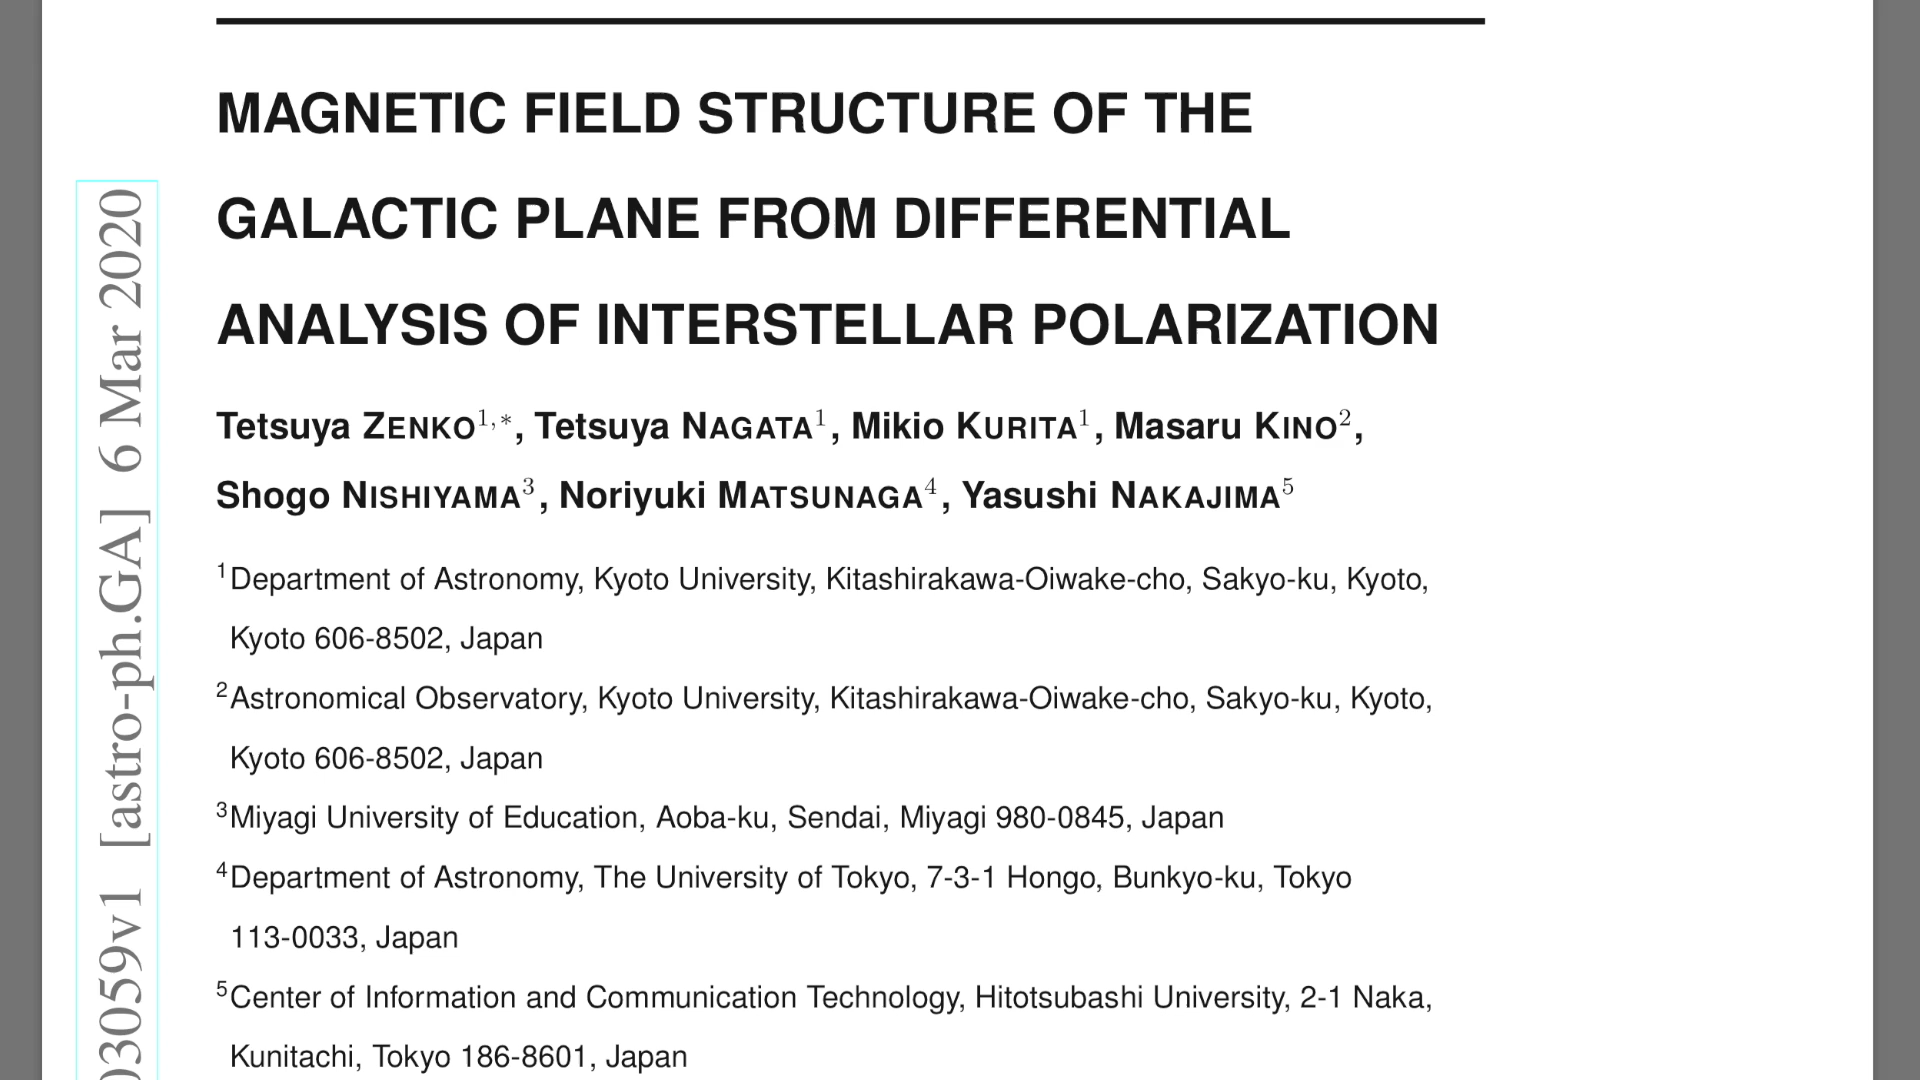 MAGNETIC FIELD STRUCTURE OF THE
GALACTIC PLANE FROM DIFFERENTIAL
ANALYSIS OF INTERSTELLAR POLARIZATION
Tetsuya ZENKO1,*, Tetsuya NAGATA1, Mikio KURITA1, Masaru KINO2,
Shogo NISHIYAMA3, Noriyuki MATSUNAGA4, Yasushi NAKAJIMA5
1Department of Astronomy, Kyoto University, Kitashirakawa-Oiwake-cho, Sakyo-ku, Kyoto,
Kyoto 606-8502, Japan
2Astronomical Observatory, Kyoto University, Kitashirakawa-Oiwake-cho, Sakyo-ku, Kyoto,
Kyoto 606-8502, Japan
3Miyagi University of Education, Aoba-ku, Sendai, Miyagi 980-0845, Japan
4Department of Astronomy, The University of Tokyo, 7-3-1 Hongo, Bunkyo-ku, Tokyo
113-0033, Japan
5Center of Information and Communication Technology, Hitotsubashi University, 2-1 Naka,
Kunitachi, Tokyo 186-8601, Japan
03059v1 [astro-ph.GA] 6 Mar 2020